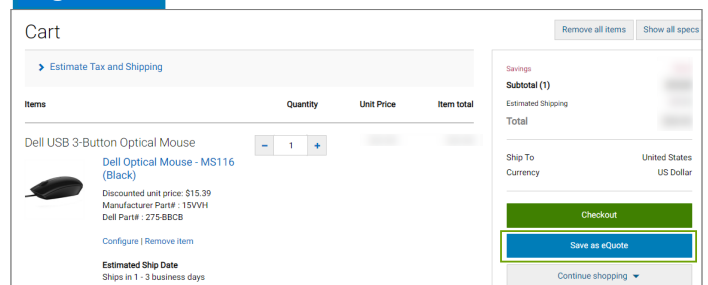 Cart
Remove all items
Show all specs
Estimate Tax and Shipping
Items
Quantity
Unit Price
Item total
Dell USB 3-Button Optical Mouse
- 1 +
Dell Optical Mouse - MS116
(Black)
Discounted unit price: $15.39
Manufacturer Part# : 15VVH
Dell Part# : 275-BBCB
Configure | Remove item
Estimated Ship Date
Ships in 1 - 3 business days
Savings
Subtotal (1)
Estimated Shipping
Total
Ship To United States
Currency US Dollar
Checkout
Save as eQuote
Continue shopping